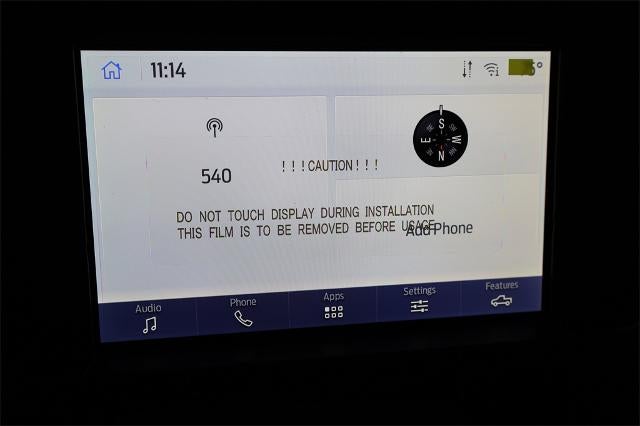 11:14
540
S
E W
N
! ! ! CAUTION ! ! !
DO NOT TOUCH DISPLAY DURING INSTALLATION
THIS FILM IS TO BE REMOVED BEFORE USAGE
Add Phone
Audio
Phone
Apps
Settings
Features